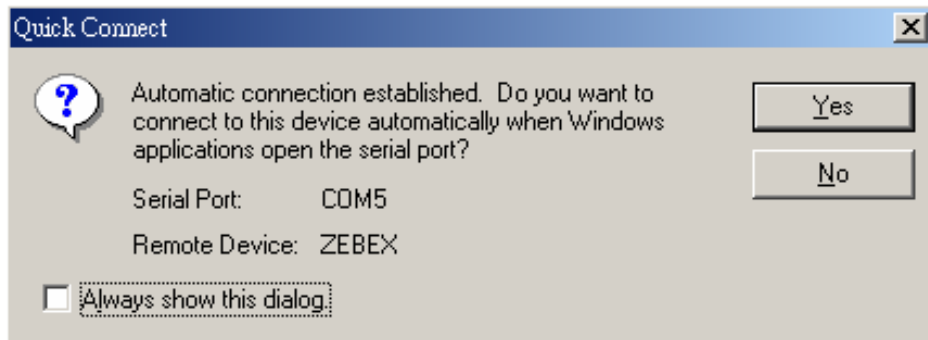 Quick Connect
Automatic connection established. Do you want to
connect to this device automatically when Windows
applications open the serial port?
Serial Port: COM5
Remote Device: ZEBEX
Always show this dialog.
Yes
No